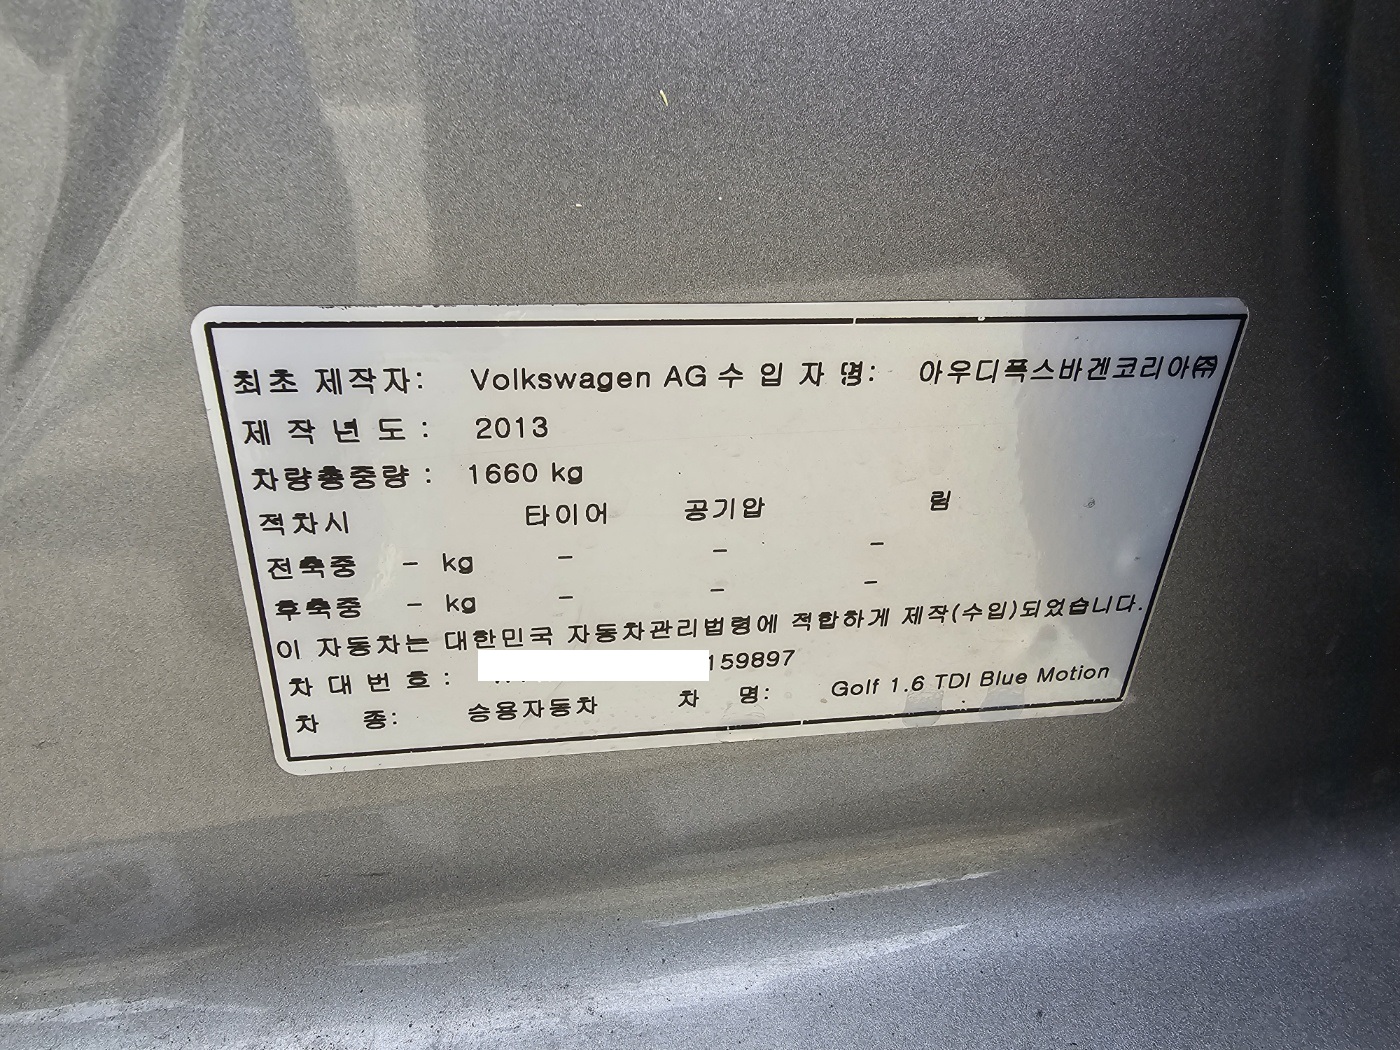 최초 제작자: Volkswagen AG 수 입 자 명: 아우디폭스바겐코리아㈜
제 작 년 도 : 2013
차량총중량 : 1660 kg
적차시 타이어 공기압 림
전축중 - kg - - -
후축중 - kg - - -
이 자동차는 대한민국 자동차관리법령에 적합하게 제작(수입)되었습니다.
차 대 번 호 : 159897
차 종: 승용자동차 차 명: Golf 1.6 TDI Blue Motion